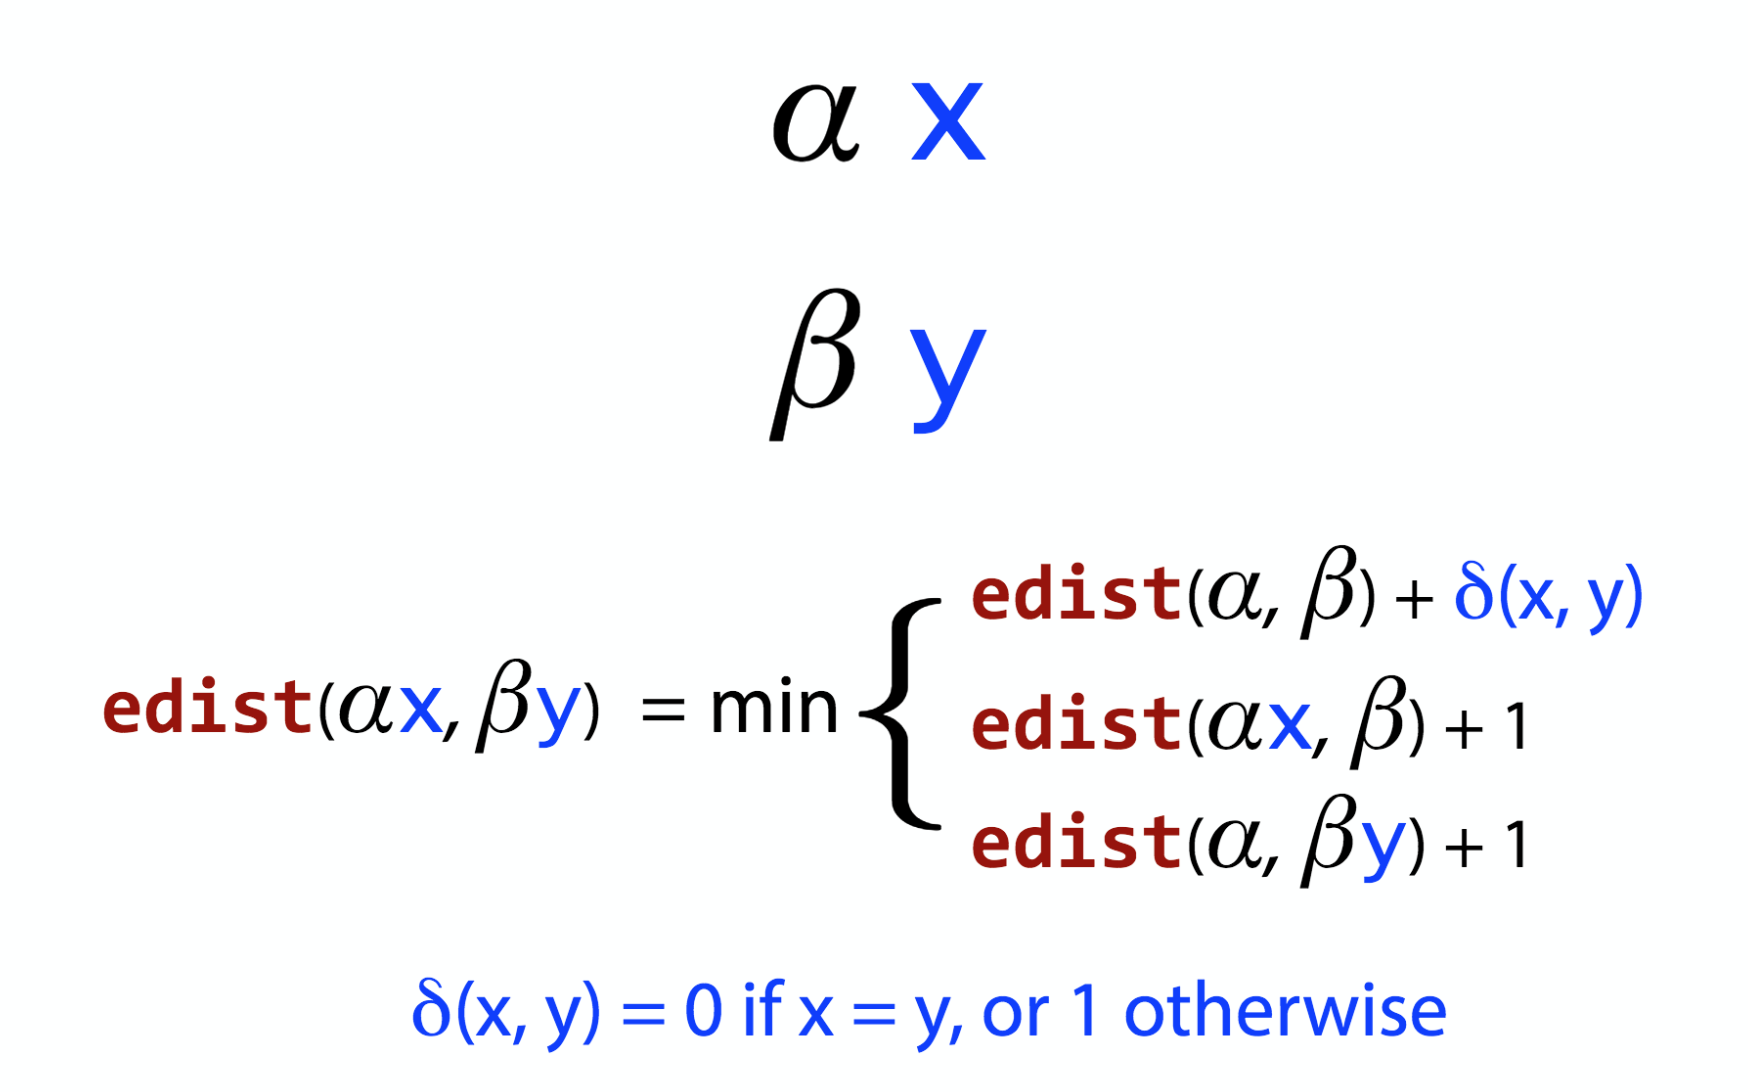 α x
β y
edist(α, β) + δ(x, y)
edist(αx, βy) = min { edist(αx, β) + 1
edist(α, βy) + 1
δ(x, y) = 0 if x = y, or 1 otherwise